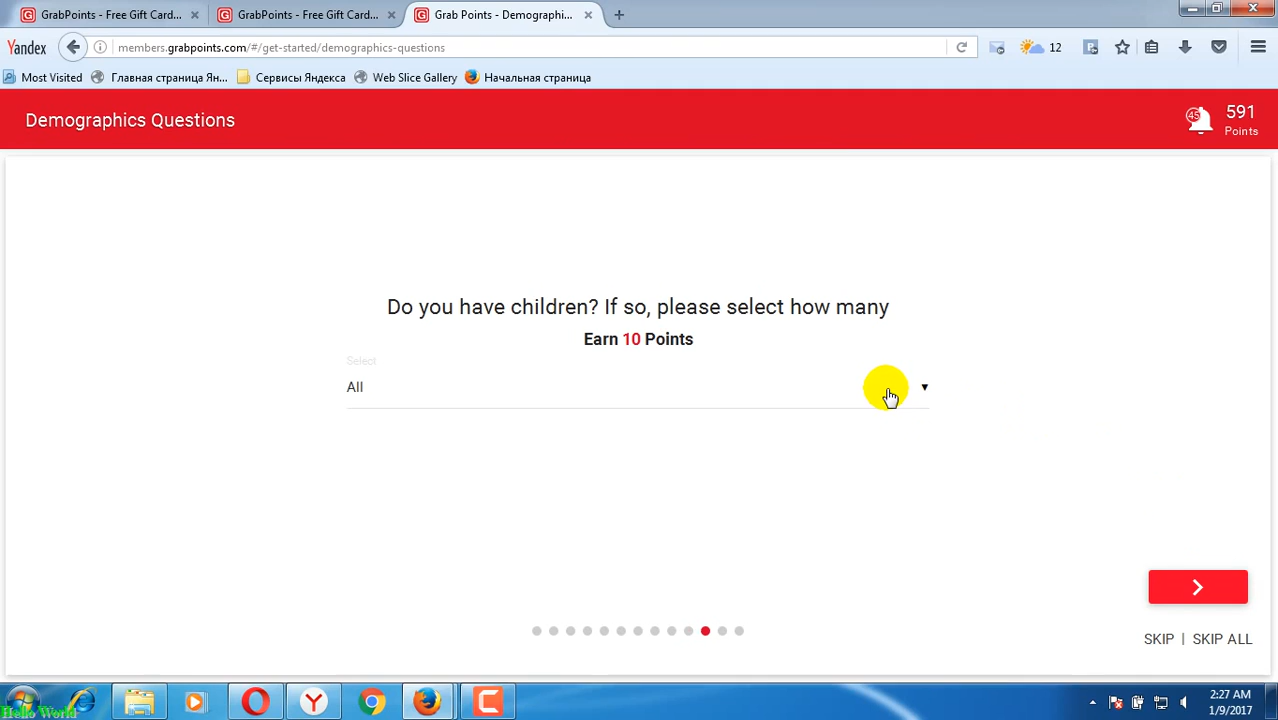 GrabPoints - Free Gift Card...
GrabPoints - Free Gift Card...
Grab Points - Demographi...
Yandex
members.grabpoints.com/#/get-started/demographics-questions
12
Most Visited
Главная страница Ян...
Сервисы Яндекса
Web Slice Gallery
Начальная страница
Demographics Questions
45
591
Points
Do you have children? If so, please select how many
Earn 10 Points
Select
All
SKIP | SKIP ALL
Hello World
2:27 AM
1/9/2017